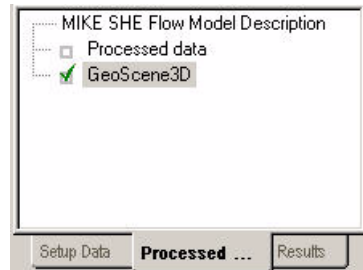 MIKE SHE Flow Model Description
Processed data
GeoScene3D
Setup Data Processed ... Results